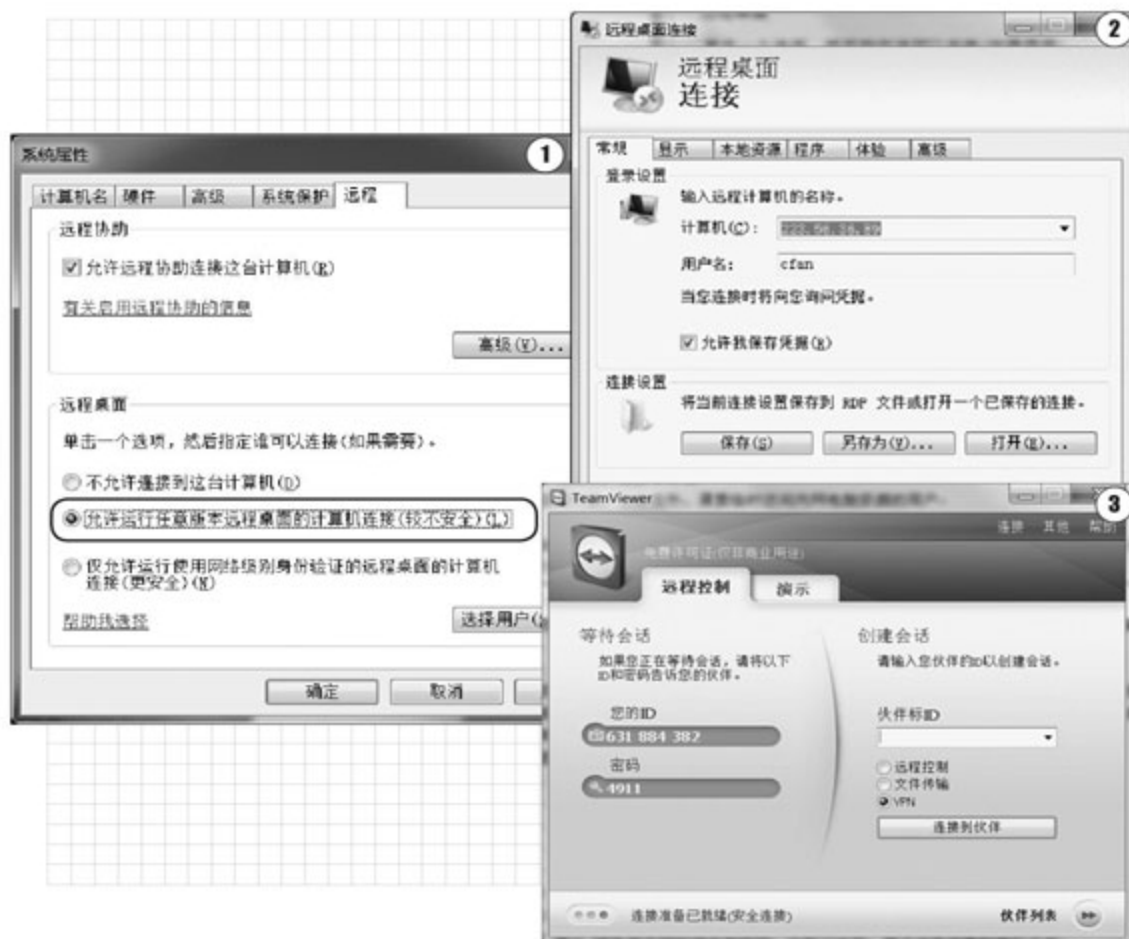 系统属性
1
计算机名 硬件 高级 系统保护 远程
远程协助
允许远程协助连接这台计算机(R)
有关启用远程协助的信息
高级(V)...
远程桌面
单击一个选项，然后指定谁可以连接(如果需要)。
不允许连接到这台计算机(D)
允许运行任意版本远程桌面的计算机连接(较不安全)(L)
仅允许运行使用网络级别身份验证的远程桌面的计算机
连接(更安全)(N)
帮助我选择
选择用户(
确定 取消
远程桌面连接
2
远程桌面
连接
常规 显示 本地资源 程序 体验 高级
登录设置
输入远程计算机的名称。
计算机(C):
用户名: cfan
当您连接时将向您询问凭据。
允许我保存凭据(R)
连接设置
将当前连接设置保存到 RDP 文件或打开一个已保存的连接。
保存(S) 另存为(V)... 打开(E)...
TeamViewer
3
连接 其他 帮助
免费许可证(仅非商业用途)
远程控制 演示
等待会话
如果您正在等待会话，请将以下
ID和密码告诉您的伙伴。
您的ID
631 884 382
密码
4911
创建会话
请输入您伙伴的ID以创建会话。
伙伴标ID
远程控制
文件传输
VPN
连接到伙伴
连接准备已就绪(安全连接)
伙伴列表